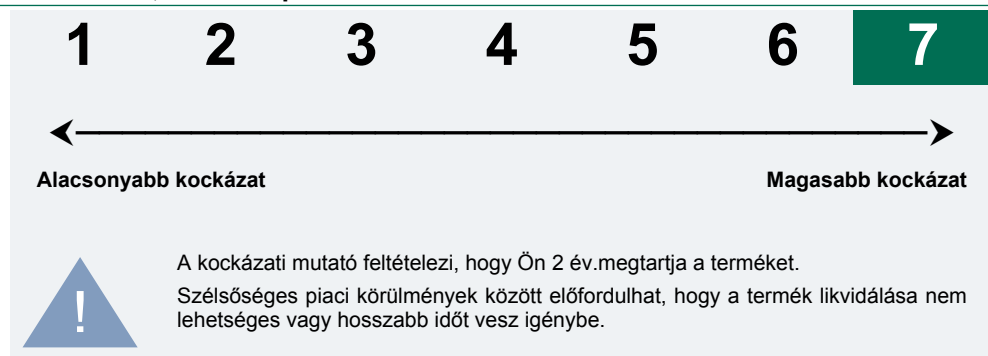 1 2 3 4 5 6 7
Alacsonyabb kockázat Magasabb kockázat
A kockázati mutató feltételezi, hogy Ön 2 év.megtartja a terméket.
Szélsőséges piaci körülmények között előfordulhat, hogy a termék likvidálása nem
lehetséges vagy hosszabb időt vesz igénybe.
!